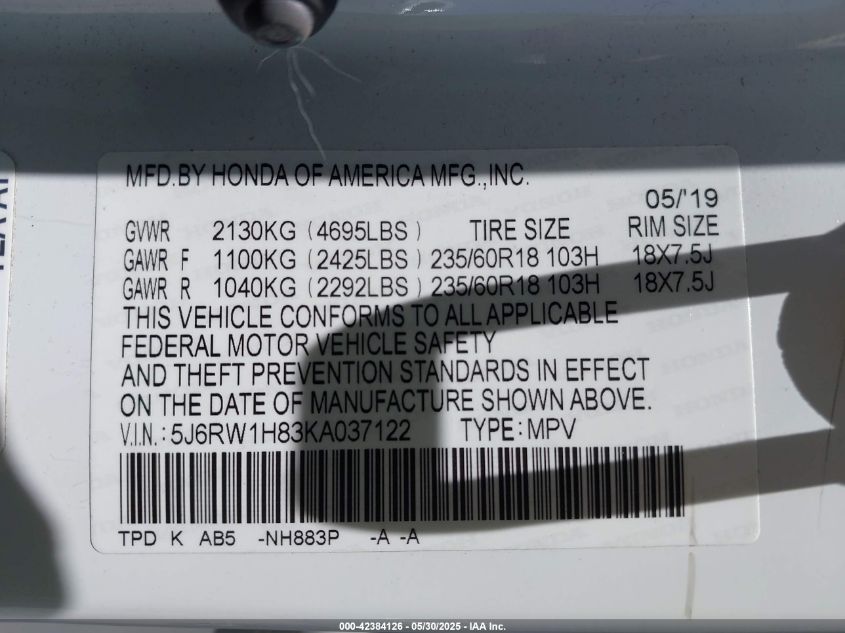 MFD.BY HONDA OF AMERICA MFG.,INC.
05/'19
GVWR 2130KG (4695LBS) TIRE SIZE RIM SIZE
GAWR F 1100KG (2425LBS) 235/60R18 103H 18X7.5J
GAWR R 1040KG (2292LBS) 235/60R18 103H 18X7.5J
THIS VEHICLE CONFORMS TO ALL APPLICABLE
FEDERAL MOTOR VEHICLE SAFETY
AND THEFT PREVENTION STANDARDS IN EFFECT
ON THE DATE OF MANUFACTURE SHOWN ABOVE.
V.I.N.: 5J6RW1H83KA037122 TYPE: MPV
TPD K AB5 -NH883P -A -A
000-42384126 - 05/30/2025 - IAA Inc.